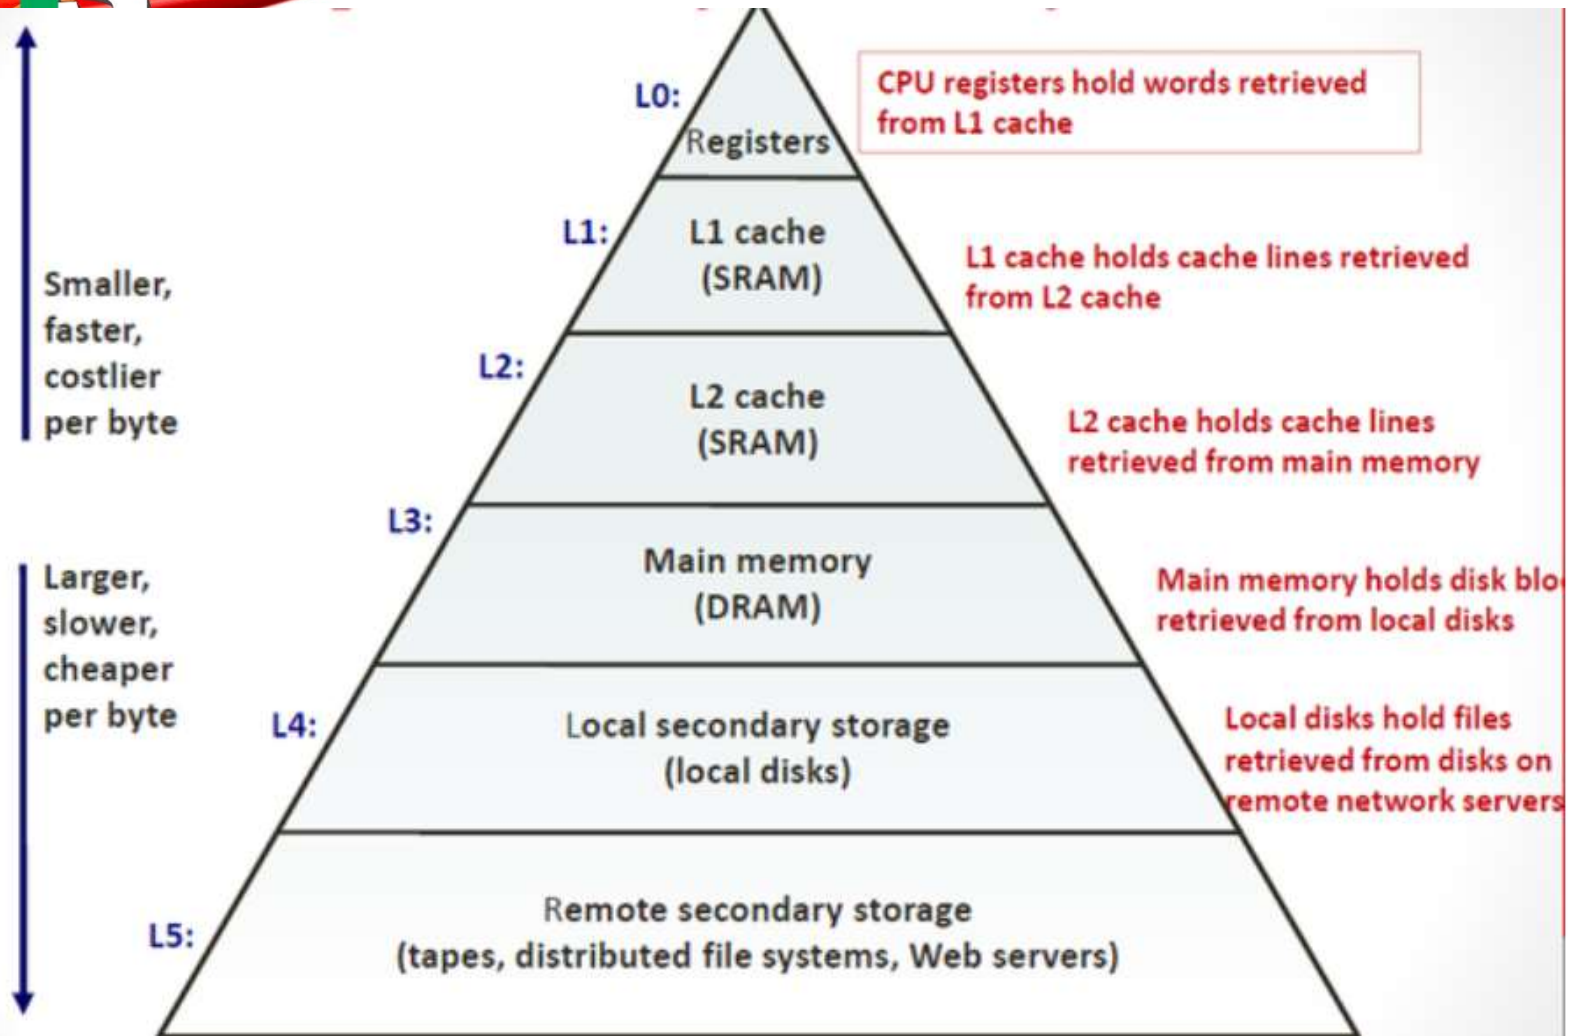 L0:
Registers
CPU registers hold words retrieved
from L1 cache
L1:
L1 cache
(SRAM)
L1 cache holds cache lines retrieved
from L2 cache
Smaller,
faster,
costlier
per byte
L2:
L2 cache
(SRAM)
L2 cache holds cache lines
retrieved from main memory
L3:
Main memory
(DRAM)
Main memory holds disk
retrieved from local disks
Larger,
slower,
cheaper
per byte
L4:
Local secondary storage
(local disks)
Local disks hold files
retrieved from disks on
remote network servers
L5:
Remote secondary storage
(tapes, distributed file systems, Web servers)